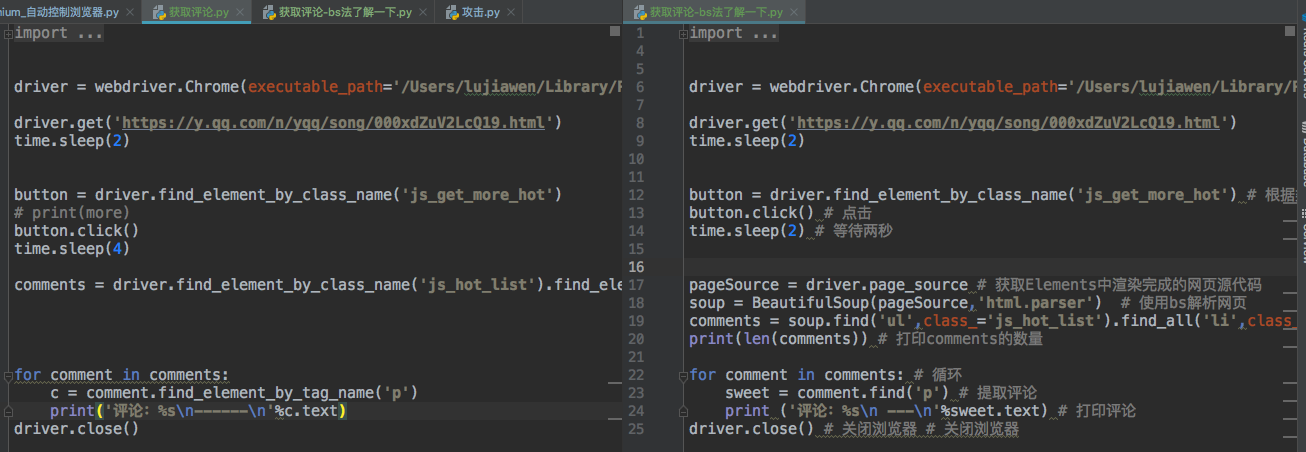 nium_自动控制浏览器.py
获取评论.py
获取评论-bs法了解一下.py
攻击.py
import ...
driver = webdriver.Chrome(executable_path='/Users/lujiawen/Library/
driver.get('https://y.qq.com/n/yqq/song/000xdZuV2LcQ19.html')
time.sleep(2)
button = driver.find_element_by_class_name('js_get_more_hot')
# print(more)
button.click()
time.sleep(4)
comments = driver.find_element_by_class_name('js_hot_list').find_ele
for comment in comments:
c = comment.find_element_by_tag_name('p')
print('评论: %s\n------\n'%c.text)
driver.close()
获取评论-bs法了解一下.py
1 import ...
4
5
6 driver = webdriver.Chrome(executable_path='/Users/lujiawen/Library/
7
8 driver.get('https://y.qq.com/n/yqq/song/000xdZuV2LcQ19.html')
9 time.sleep(2)
10
11
12 button = driver.find_element_by_class_name('js_get_more_hot') # 根据
13 button.click() # 点击
14 time.sleep(2) # 等待两秒
15
16
17 pageSource = driver.page_source # 获取Elements中渲染完成的网页源代码
18 soup = BeautifulSoup(pageSource,'html.parser') # 使用bs解析网页
19 comments = soup.find('ul',class_='js_hot_list').find_all('li',class_
20 print(len(comments)) # 打印comments的数量
21
22 for comment in comments: # 循环
23 sweet = comment.find('p') # 提取评论
24 print ('评论: %s\n ---\n'%sweet.text) # 打印评论
25 driver.close() # 关闭浏览器 # 关闭浏览器